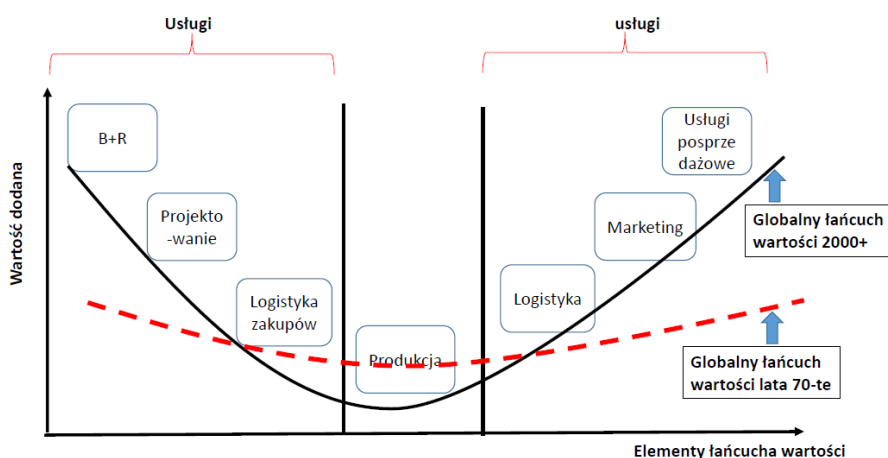 Usługi
usługi
Wartość dodana
B+R
Projekto
-wanie
Logistyka
zakupów
Produkcja
Logistyka
Marketing
Usługi
posprze
dażowe
Globalny łańcuch
wartości 2000+
Globalny łańcuch
wartości lata 70-te
Elementy łańcucha wartości